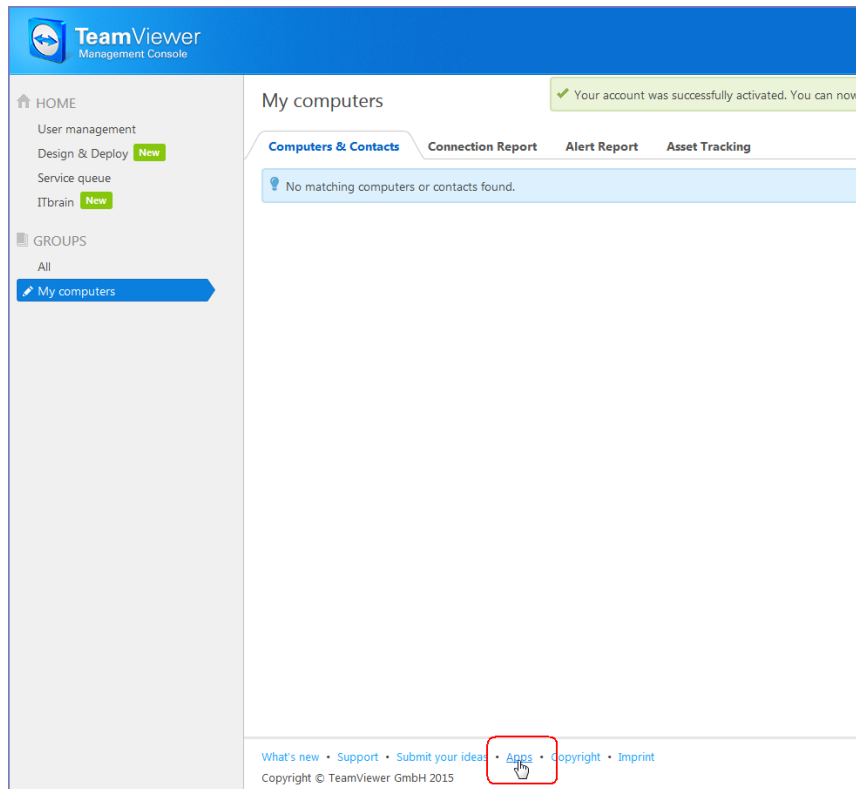 TeamViewer
Management Console
HOME
User management
Design & Deploy New
Service queue
ITbrain New
GROUPS
All
My computers
My computers
Your account was successfully activated. You can now
Computers & Contacts Connection Report Alert Report Asset Tracking
No matching computers or contacts found.
What's new • Support • Submit your ideas • Apps • Copyright • Imprint
Copyright © TeamViewer GmbH 2015